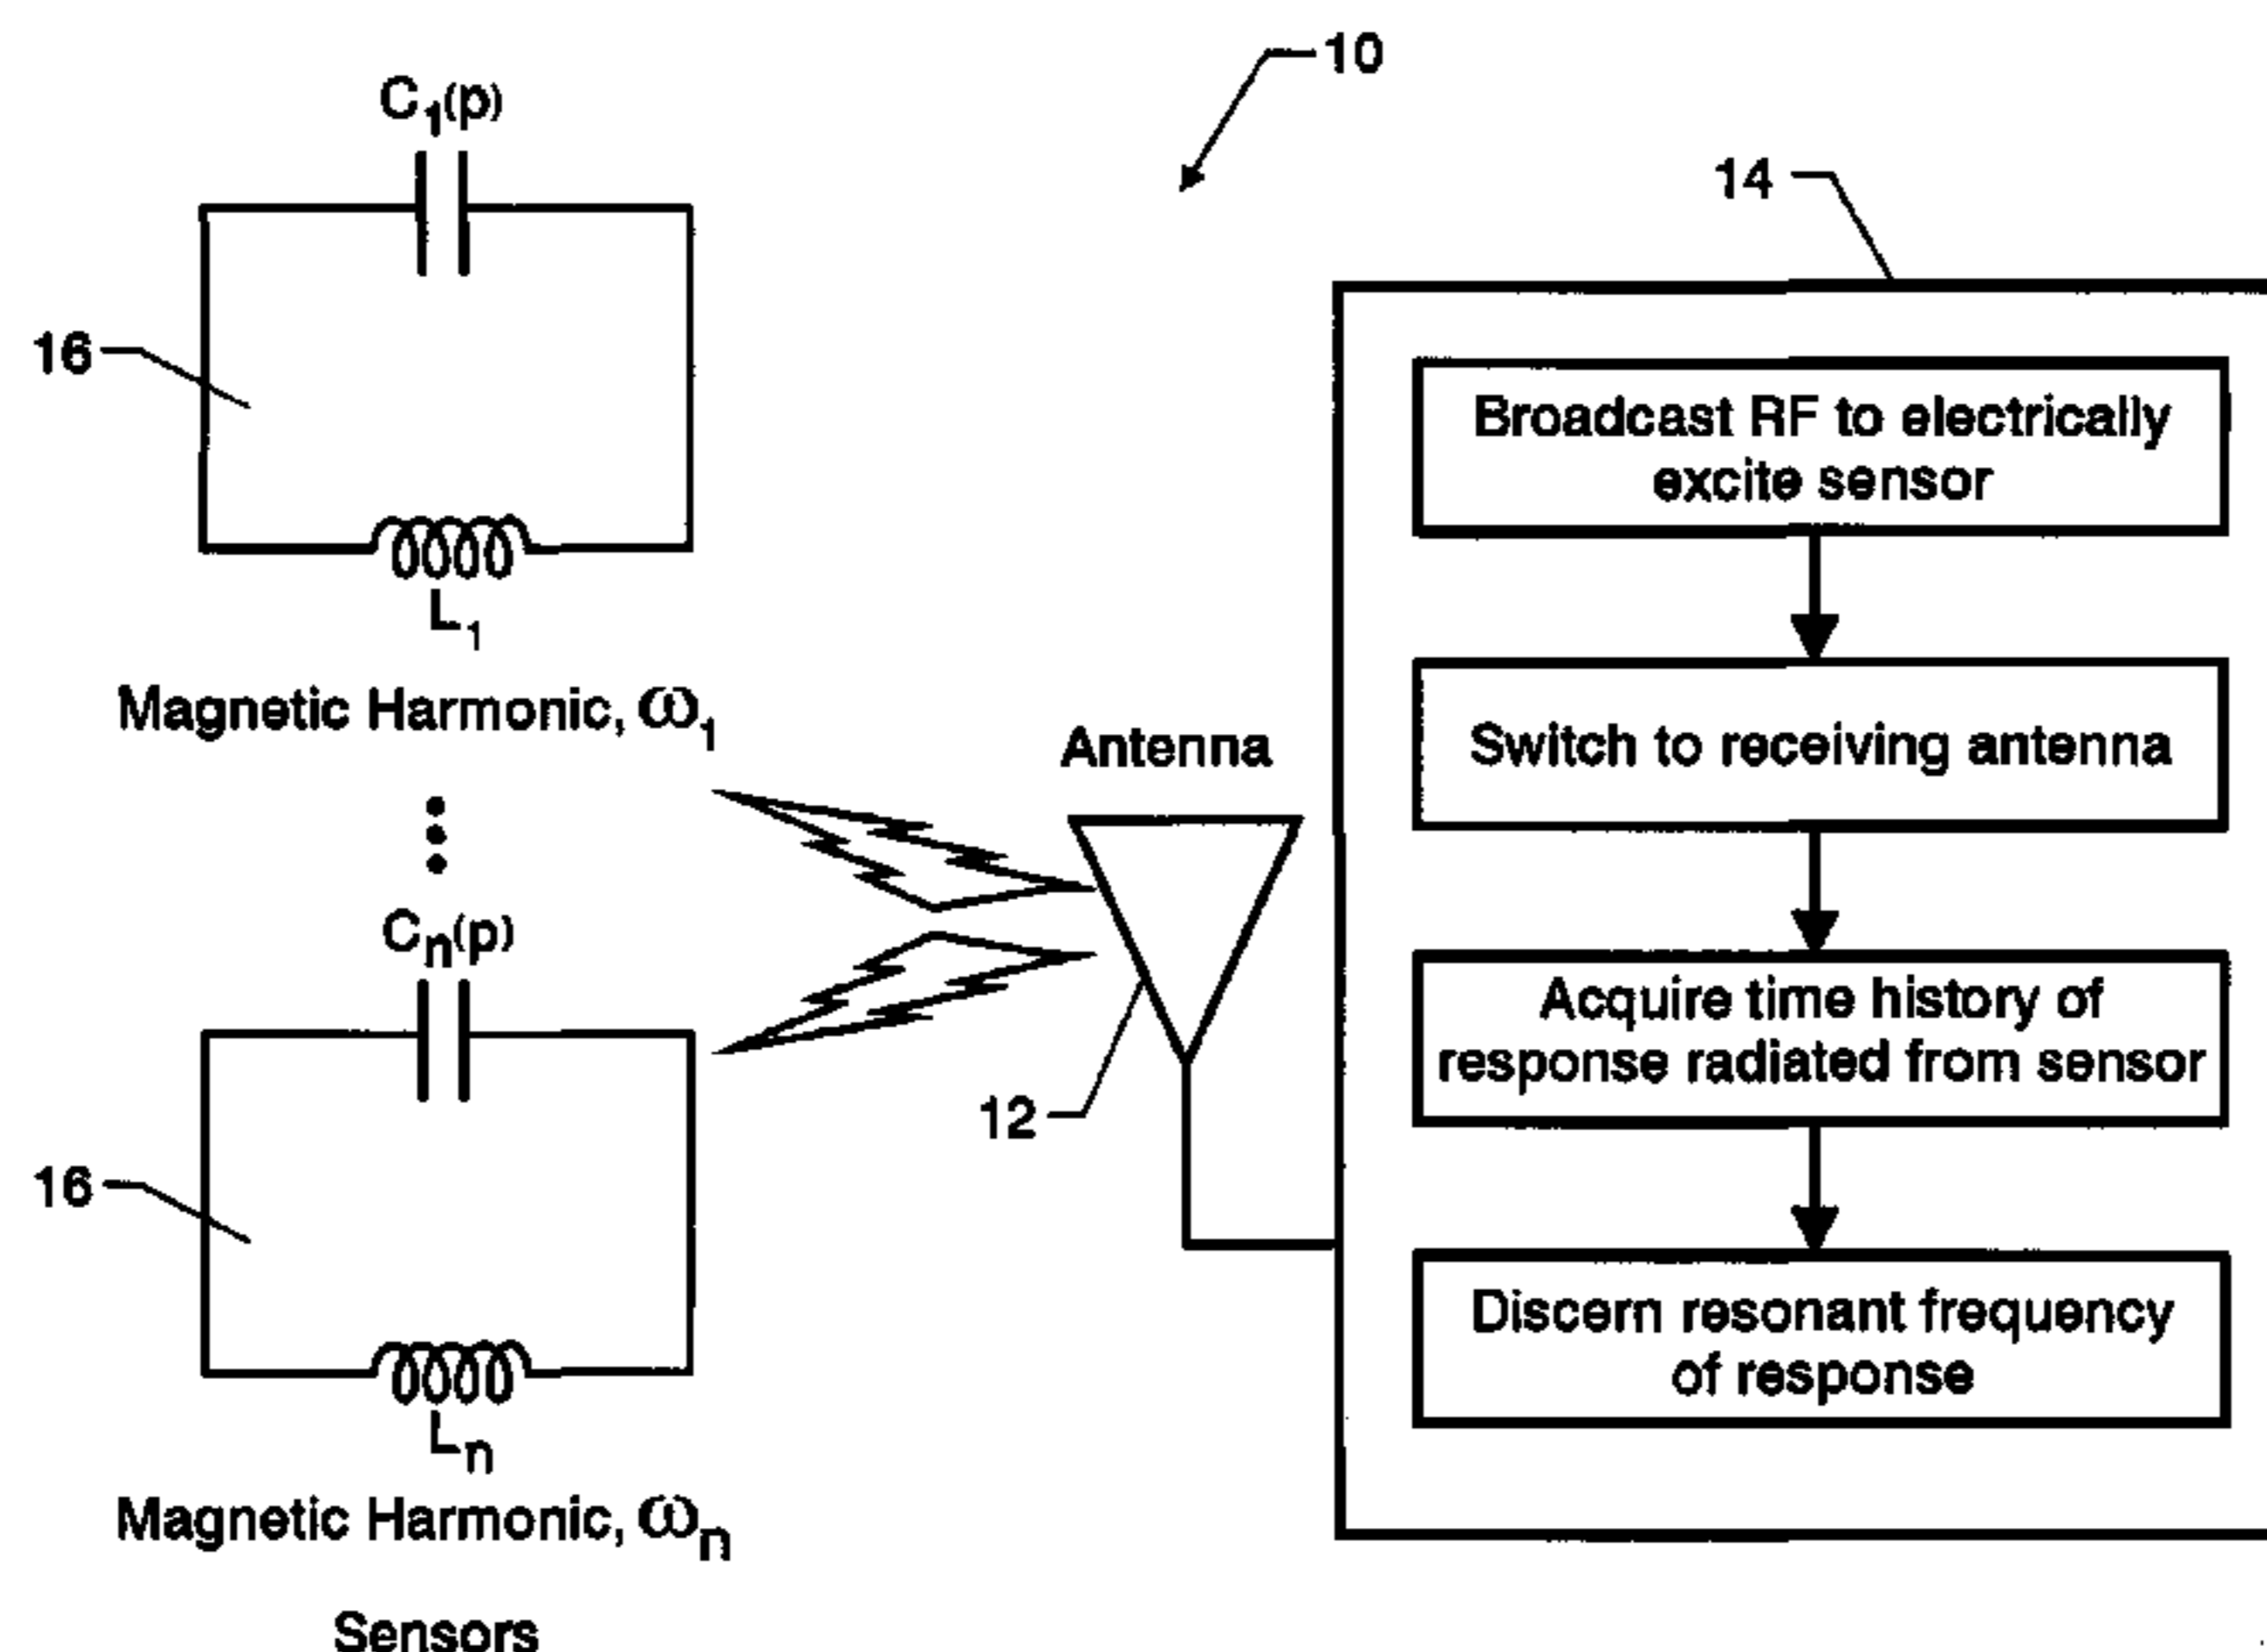 10
C1(p)
14
16
Broadcast RF to electrically
excite sensor
L1
Magnetic Harmonic, ω1
Switch to receiving antenna
Antenna
Cn(p)
Acquire time history of
response radiated from sensor
12
16
Discern resonant frequency
of response
Ln
Magnetic Harmonic, ωn
Sensors